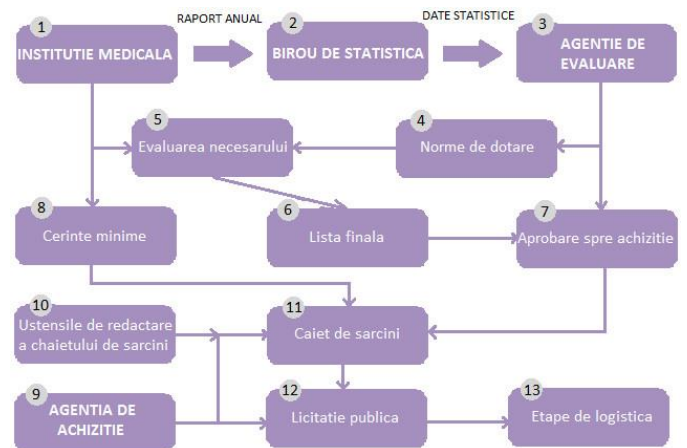 RAPORT ANUAL
DATE STATISTICE
1
INSTITUTIE MEDICALA
2
BIROU DE STATISTICA
3
AGENTIE DE
EVALUARE
5
Evaluarea necesarului
4
Norme de dotare
8
Cerinte minime
6
Lista finala
7
Aprobare spre achizitie
10
Ustensile de redactare
a chaietului de sarcini
11
Caiet de sarcini
9
AGENTIA DE
ACHIZITIE
12
Licitatie publica
13
Etape de logistica